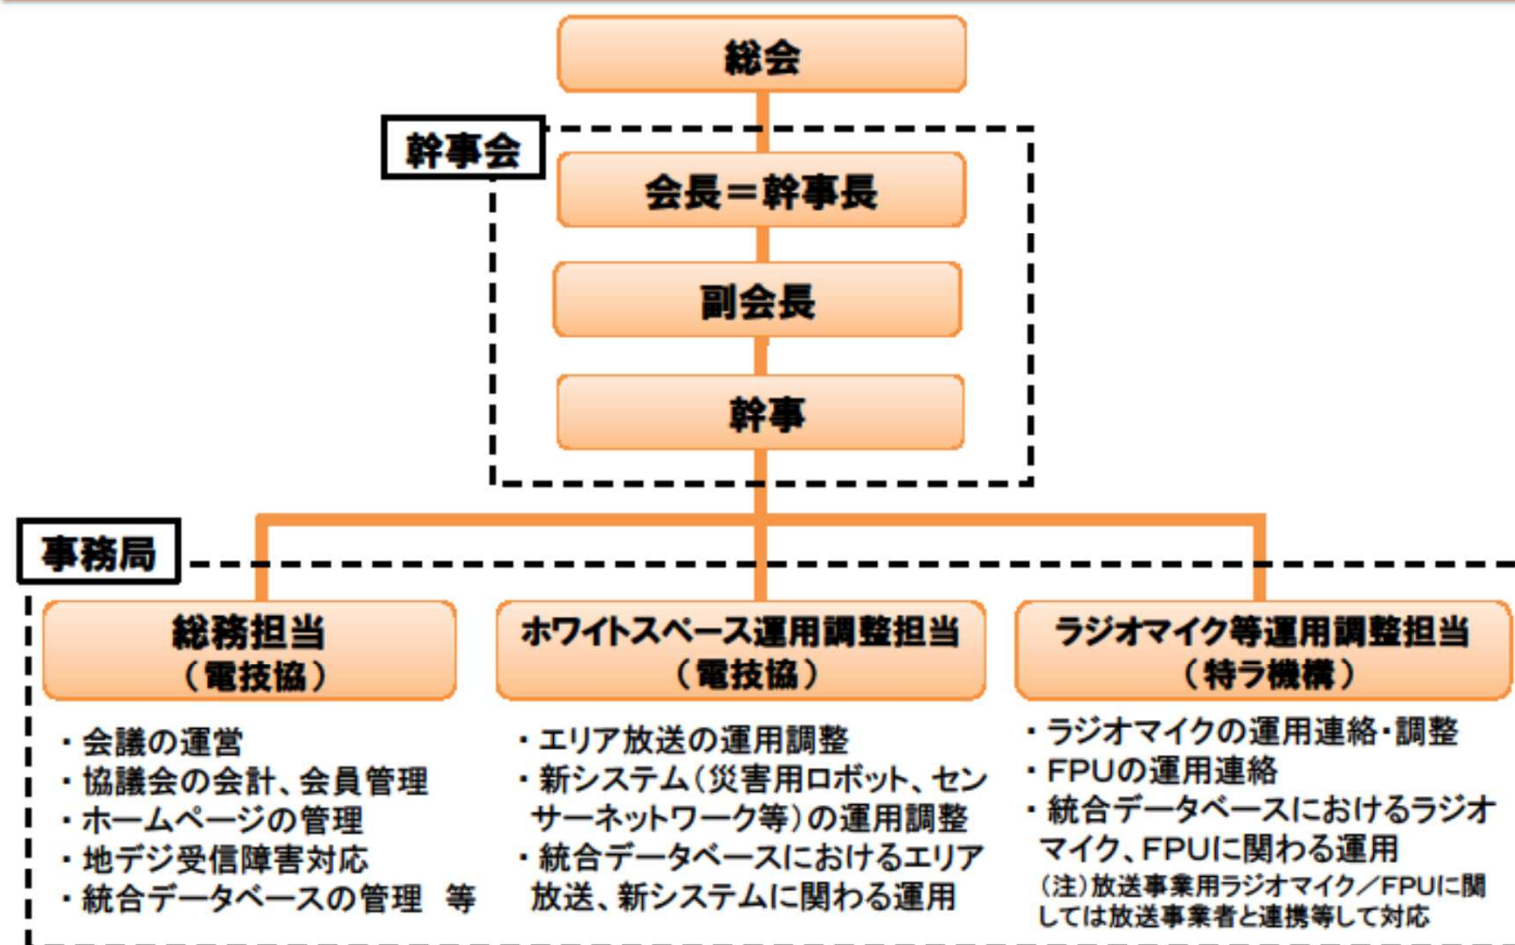 総会
幹事会
会長＝幹事長
副会長
幹事
事務局
総務担当
（電技協）
・会議の運営
・協議会の会計、会員管理
・ホームページの管理
・地デジ受信障害対応
・統合データベースの管理　等
ホワイトスペース運用調整担当
（電技協）
・エリア放送の運用調整
・新システム（災害用ロボット、セン
サーネットワーク等）の運用調整
・統合データベースにおけるエリア
放送、新システムに関わる運用
ラジオマイク等運用調整担当
（特ラ機構）
・ラジオマイクの運用連絡・調整
・FPUの運用連絡
・統合データベースにおけるラジオ
マイク、FPUに関わる運用
（注）放送事業用ラジオマイク／FPUに関
しては放送事業者と連携等して対応